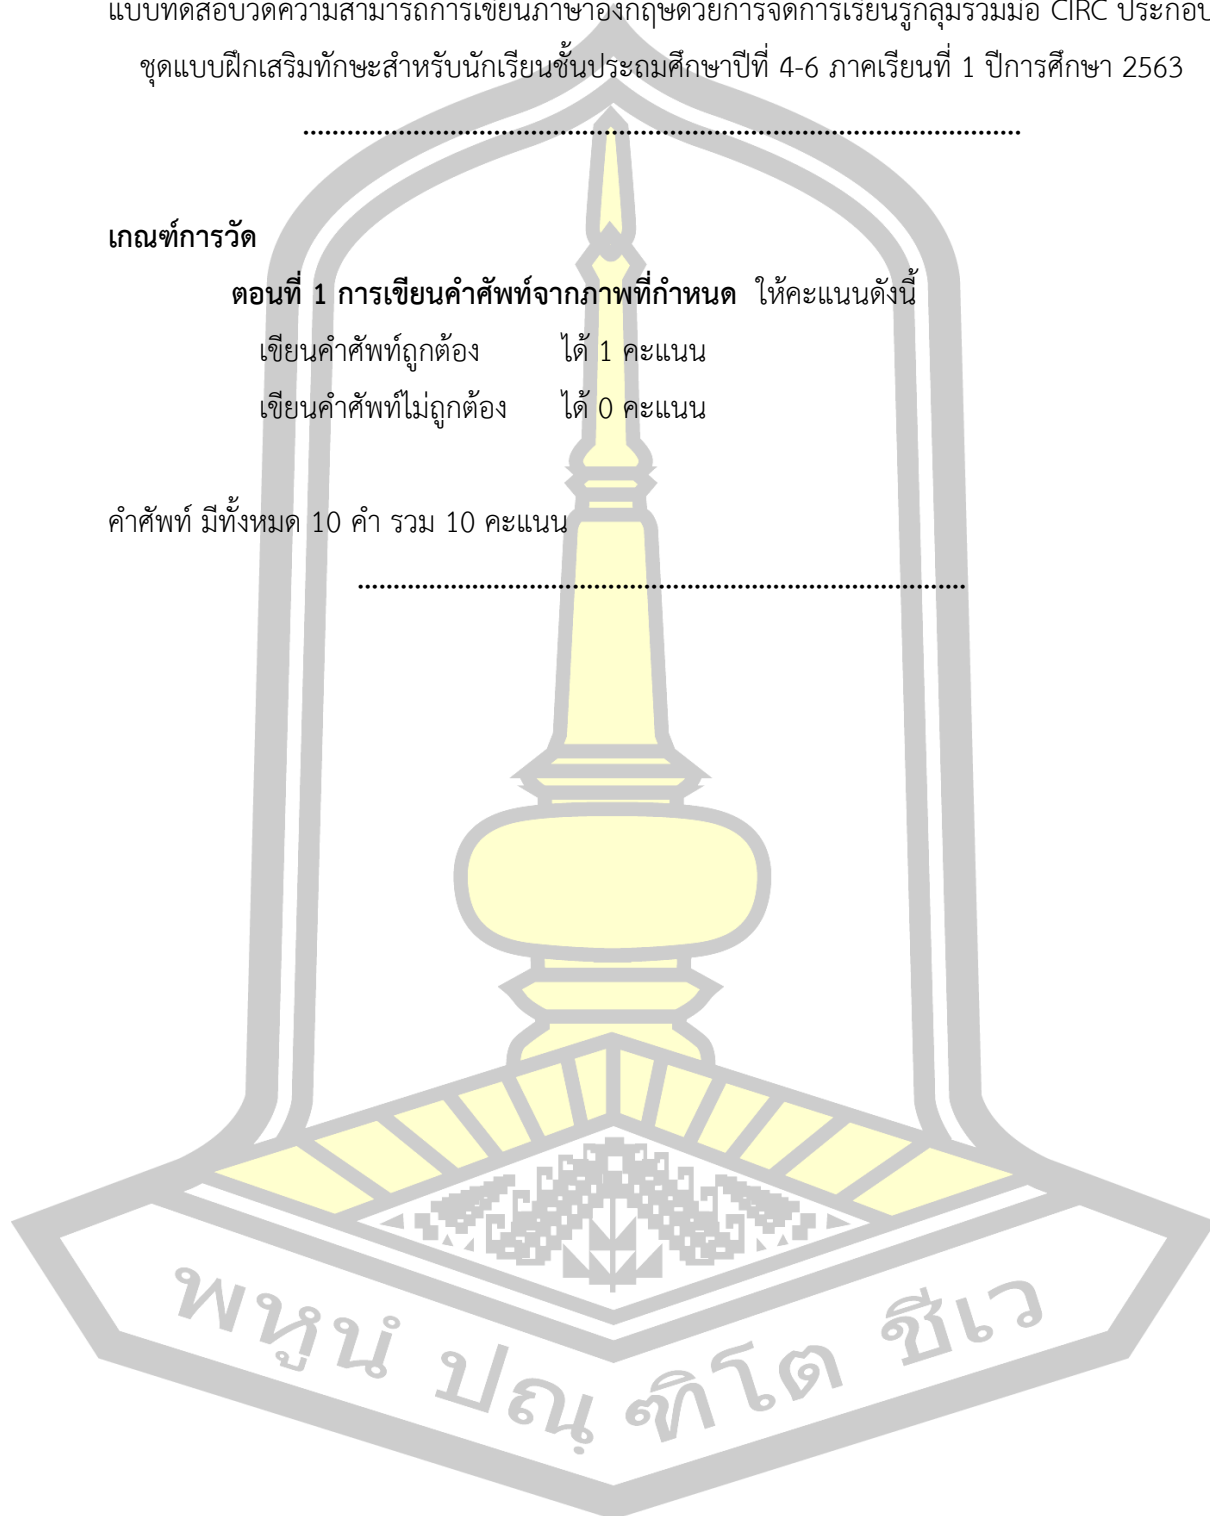 แบบทดสอบวัดความสามารถการเขียนภาษาอังกฤษด้วยการจัดการเรียนรู้กลุ่มร่วมมือ CIRC ประกอบ
ชุดแบบฝึกเสริมทักษะสำหรับนักเรียนชั้นประถมศึกษาปีที่ 4-6 ภาคเรียนที่ 1 ปีการศึกษา 2563
เกณฑ์การวัด
ตอนที่ 1 การเขียนคำศัพท์จากภาพที่กำหนด ให้คะแนนดังนี้
เขียนคำศัพท์ถูกต้อง ได้ 1 คะแนน
เขียนคำศัพท์ไม่ถูกต้อง ได้ 0 คะแนน
คำศัพท์ มีทั้งหมด 10 คำ รวม 10 คะแนน
พหูนํ ปณฺฑิโต ชีเว